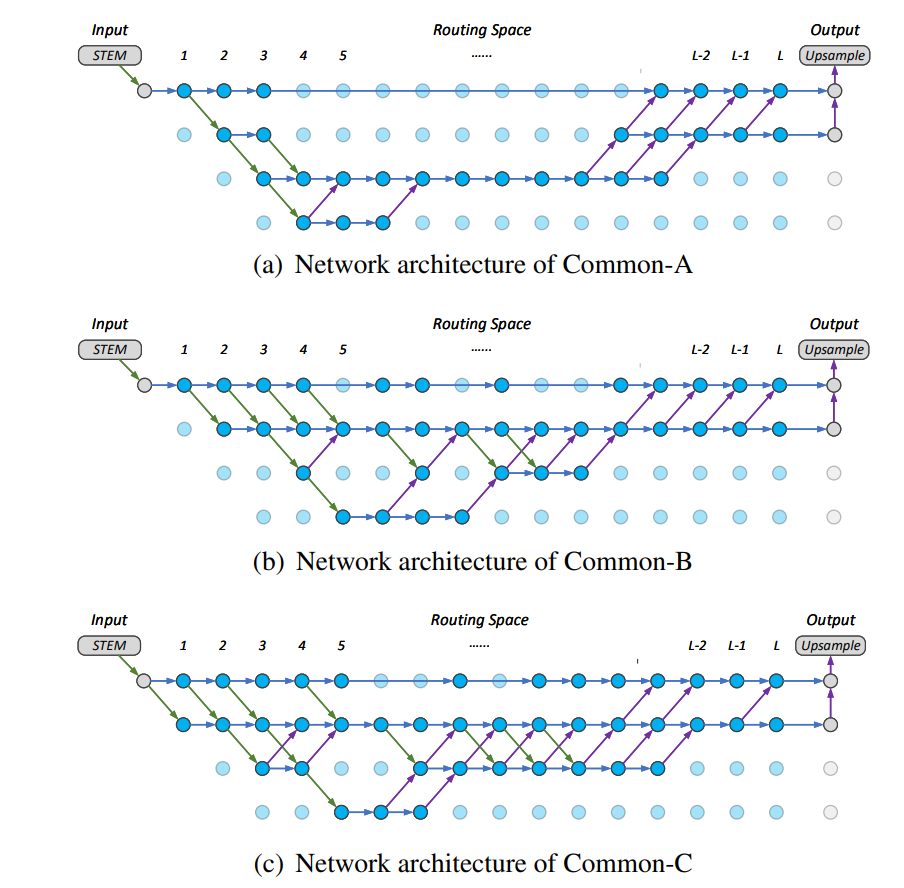 Input Routing Space Output
STEM 1 2 3 4 5 ...... L-2 L-1 L Upsample
(a) Network architecture of Common-A
Input Routing Space Output
STEM 1 2 3 4 5 ...... L-2 L-1 L Upsample
(b) Network architecture of Common-B
Input Routing Space Output
STEM 1 2 3 4 5 ...... L-2 L-1 L Upsample
(c) Network architecture of Common-C